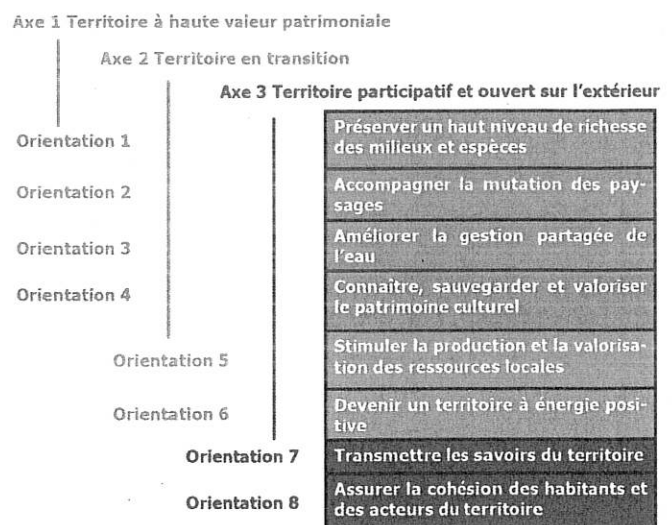 Axe 1 Territoire à haute valeur patrimoniale
Axe 2 Territoire en transition
Axe 3 Territoire participatif et ouvert sur l'extérieur
Orientation 1
Préserver un haut niveau de richesse
des milieux et espèces
Orientation 2
Accompagner la mutation des pay-
sages
Orientation 3
Améliorer la gestion partagée de
l'eau
Orientation 4
Connaître, sauvegarder et valoriser
le patrimoine culturel
Orientation 5
Stimuler la production et la valorisa-
tion des ressources locales
Orientation 6
Devenir un territoire à énergie posi-
tive
Orientation 7
Transmettre les savoirs du territoire
Orientation 8
Assurer la cohésion des habitants et
des acteurs du territoire